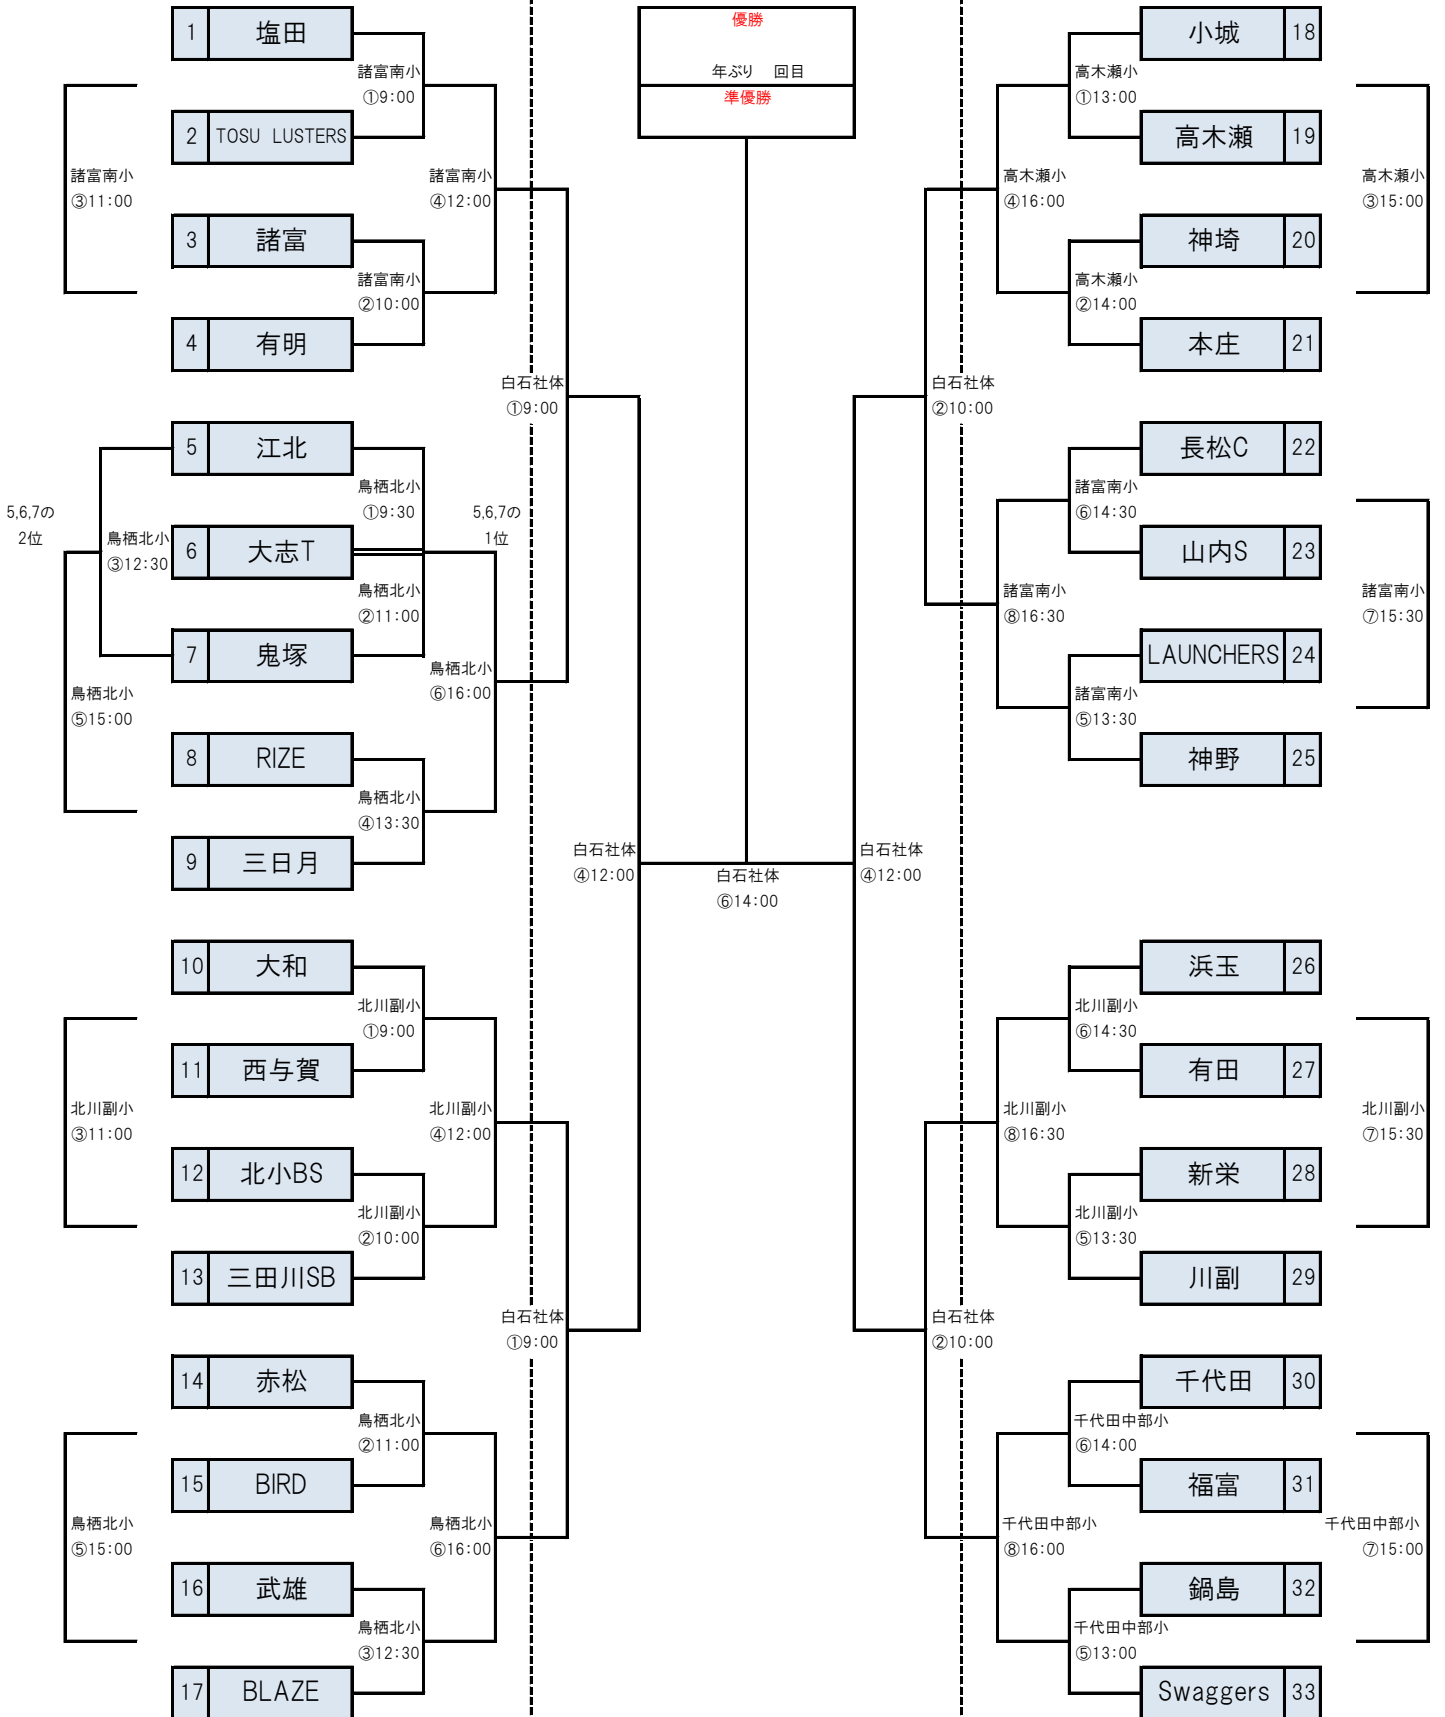 優勝
年ぶり 回目
準優勝
1 塩田
諸富南小
①9:00
2 TOSU LUSTERS
諸富南小
③11:00
諸富南小
④12:00
3 諸富
諸富南小
②10:00
4 有明
白石社体
①9:00
5 江北
鳥栖北小
①9:30
5,6,7の
2位
5,6,7の
1位
鳥栖北小
③12:30
6 大志T
鳥栖北小
②11:00
7 鬼塚
鳥栖北小
⑥16:00
鳥栖北小
⑤15:00
8 RIZE
鳥栖北小
④13:30
9 三日月
白石社体
④12:00
白石社体
⑥14:00
白石社体
④12:00
10 大和
北川副小
①9:00
11 西与賀
北川副小
③11:00
北川副小
④12:00
12 北小BS
北川副小
②10:00
13 三田川SB
白石社体
①9:00
14 赤松
鳥栖北小
②11:00
15 BIRD
鳥栖北小
⑤15:00
鳥栖北小
⑥16:00
16 武雄
鳥栖北小
③12:30
17 BLAZE
小城 18
高木瀬小
①13:00
高木瀬 19
高木瀬小
④16:00
高木瀬小
③15:00
神埼 20
高木瀬小
②14:00
本庄 21
白石社体
②10:00
長松C 22
諸富南小
⑥14:30
山内S 23
諸富南小
⑧16:30
諸富南小
⑦15:30
LAUNCHERS 24
諸富南小
⑤13:30
神野 25
浜玉 26
北川副小
⑥14:30
有田 27
北川副小
⑧16:30
北川副小
⑦15:30
新栄 28
北川副小
⑤13:30
川副 29
白石社体
②10:00
千代田 30
千代田中部小
⑥14:00
福富 31
千代田中部小
⑧16:00
千代田中部小
⑦15:00
鍋島 32
千代田中部小
⑤13:00
Swaggers 33